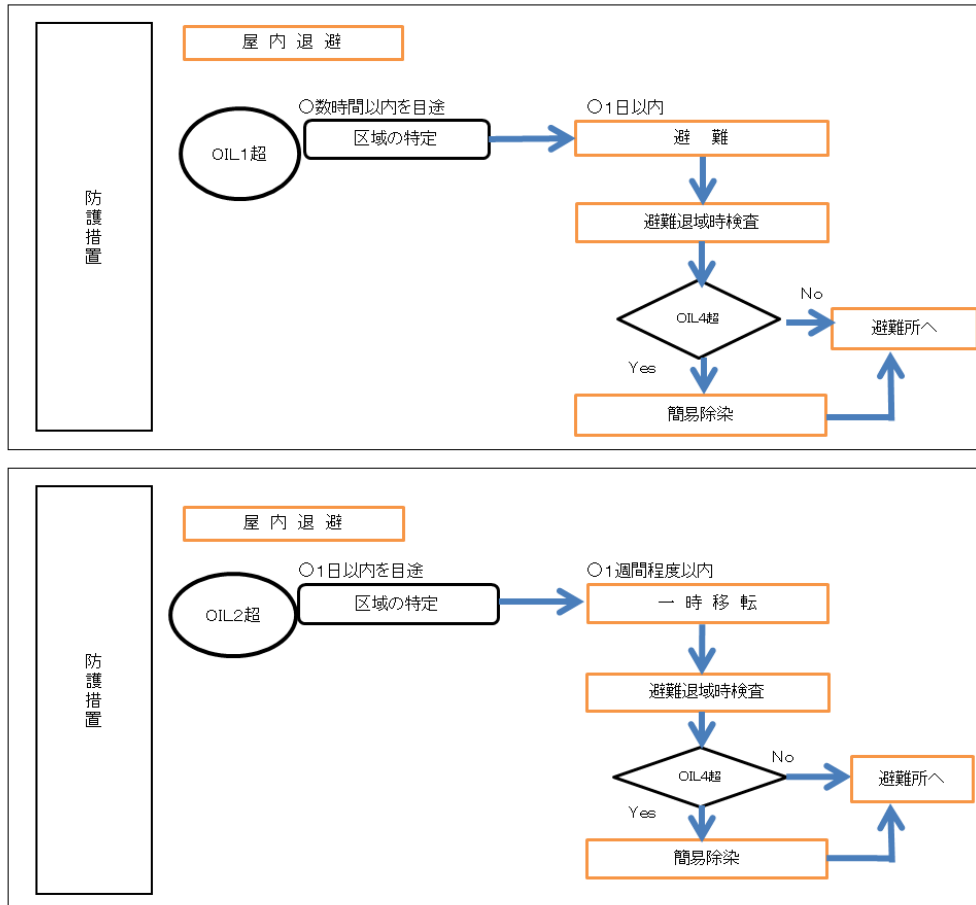 防護措置
屋内退避
○数時間以内を目途
○1日以内
OIL1超
区域の特定
避難
避難退域時検査
OIL4超
No
避難所へ
Yes
簡易除染
防護措置
屋内退避
○1日以内を目途
○1週間程度以内
OIL2超
区域の特定
一時移転
避難退域時検査
OIL4超
No
避難所へ
Yes
簡易除染